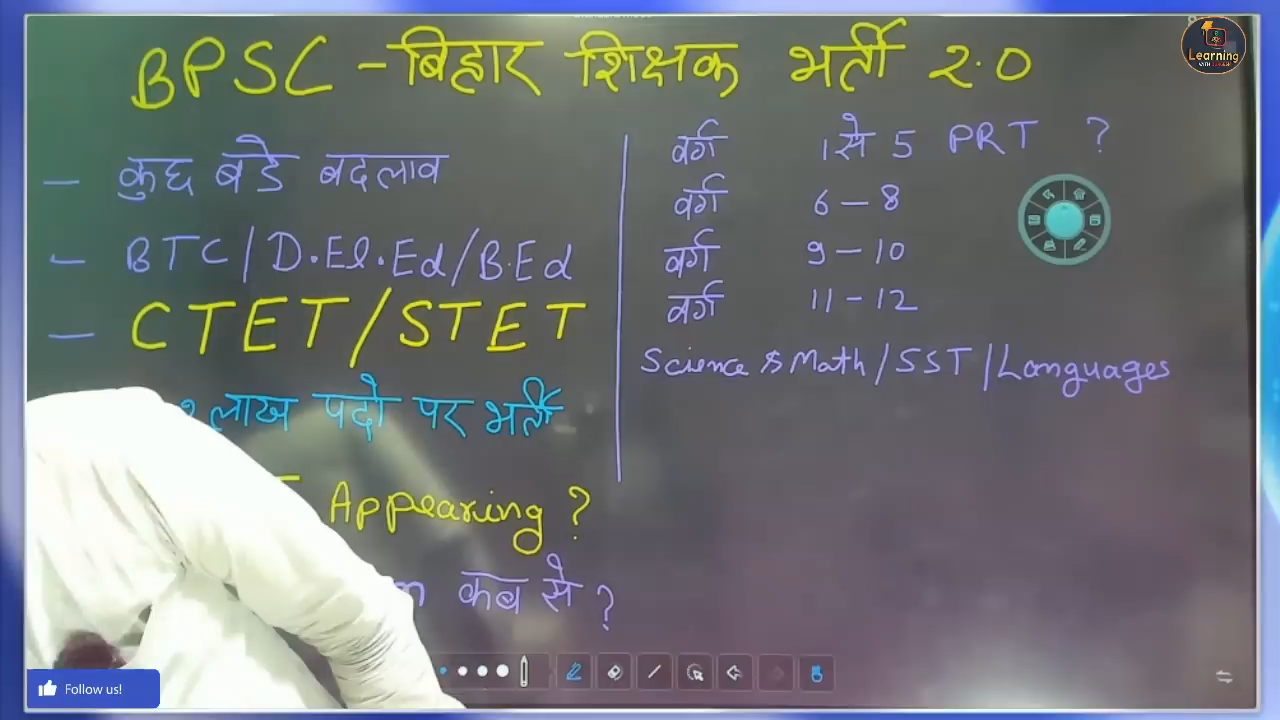 BPSC - बिहार शिक्षक भर्ती 2.0
- कुछ बडे बदलाव
- BTC/D.El.Ed/B.Ed
- CTET/STET
लाख पदो पर भर्ती
Appearing ?
कब से ?
वर्ग 1से 5 PRT ?
वर्ग 6-8
वर्ग 9-10
वर्ग 11-12
Science & Math/SST/Languages
Learning
Follow us!